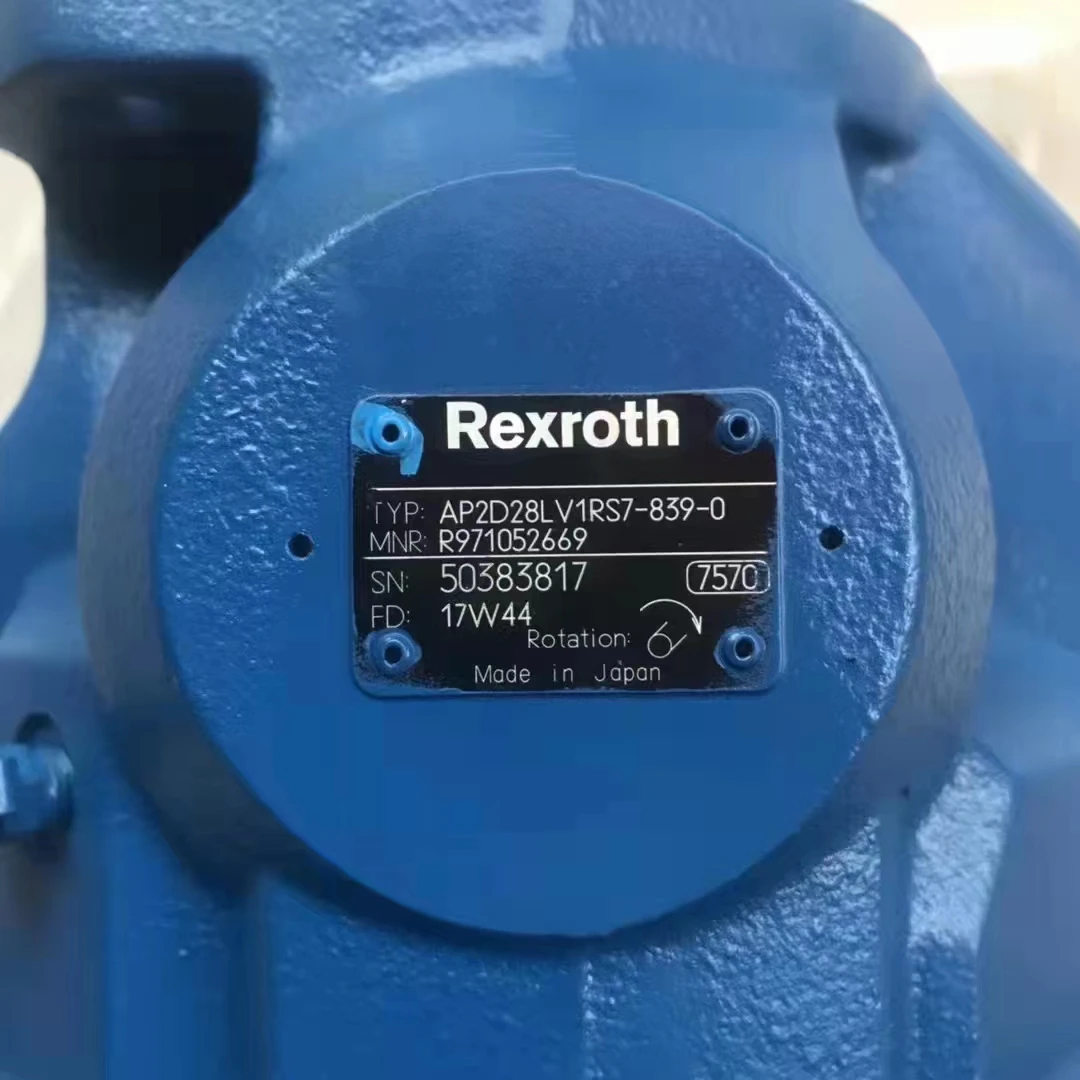 Rexroth
TYP: AP2D28LV1RS7-839-0
MNR: R971052669
SN: 50383817 7570
FD: 17W44
Rotation:
Made in Japan